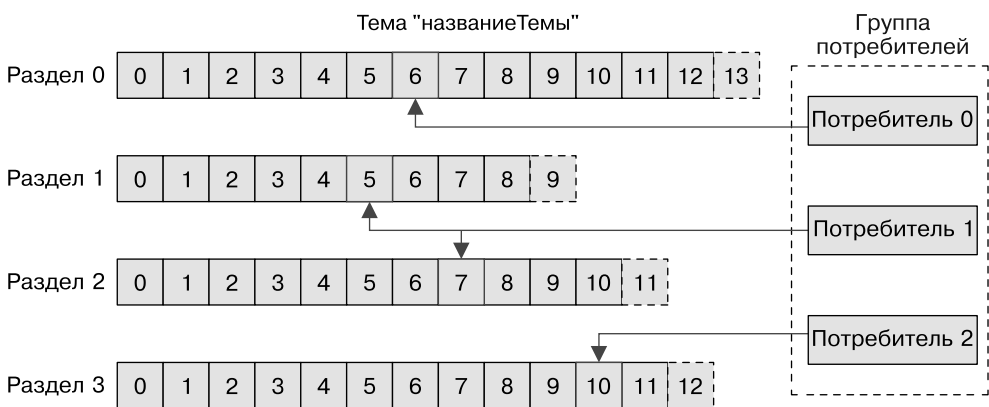 Тема "названиеТемы"
Группа
потребителей
Раздел 0 0 1 2 3 4 5 6 7 8 9 10 11 12 13
Потребитель 0
Раздел 1 0 1 2 3 4 5 6 7 8 9
Потребитель 1
Раздел 2 0 1 2 3 4 5 6 7 8 9 10 11
Потребитель 2
Раздел 3 0 1 2 3 4 5 6 7 8 9 10 11 12